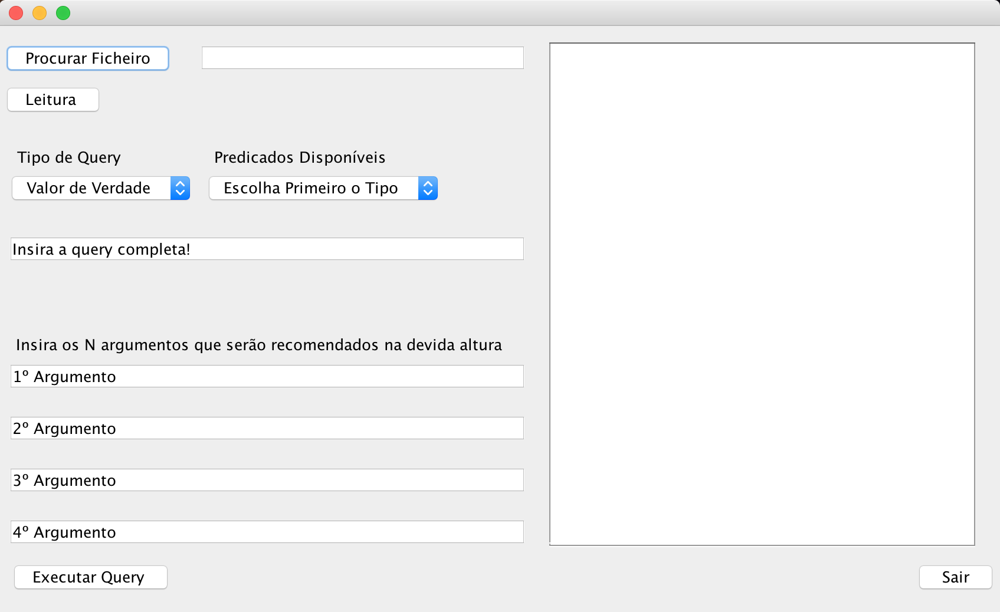 Procurar Ficheiro
Leitura
Tipo de Query
Predicados Disponíveis
Valor de Verdade
Escolha Primeiro o Tipo
Insira a query completa!
Insira os N argumentos que serão recomendados na devida altura
1º Argumento
2º Argumento
3º Argumento
4º Argumento
Executar Query
Sair